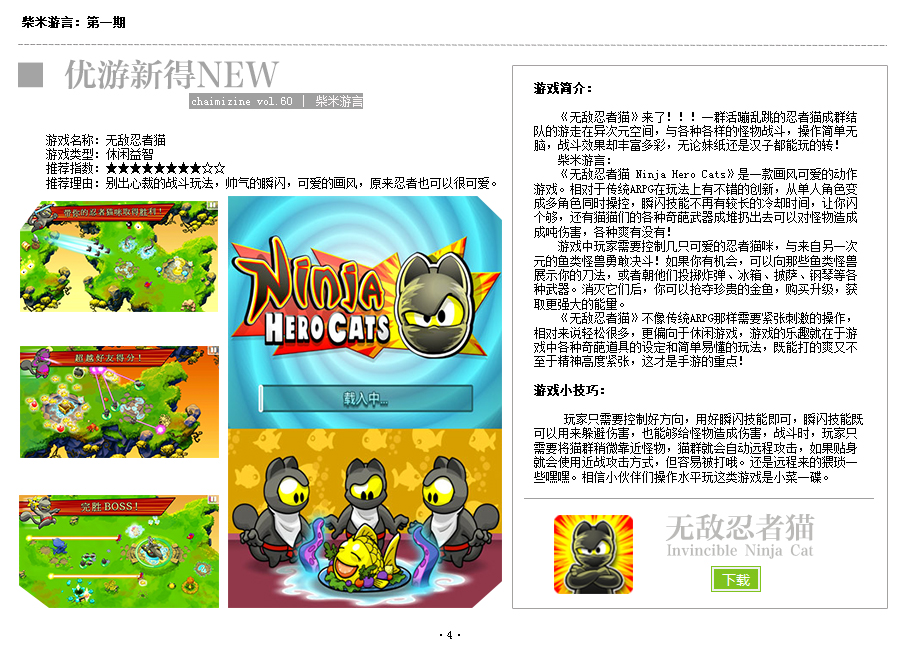 柴米游言：第一期
优游新得NEW
chaimizine vol.60 | 柴米游言
游戏名称：无敌忍者猫
游戏类型：休闲益智
推荐指数：★★★★★★★★☆☆
推荐理由：别出心裁的战斗玩法，帅气的瞬闪，可爱的画风，原来忍者也可以很可爱。
带你的忍者猫咪取得胜利！
超越好友得分！
完胜BOSS！
Ninja
HERO CATS
载入中...
游戏简介：
《无敌忍者猫》来了！！！一群活蹦乱跳的忍者猫成群结
队的游走在异次元空间，与各种各样的怪物战斗，操作简单无
脑，战斗效果却丰富多彩，无论妹纸还是汉子都能玩的转！
柴米游言：
《无敌忍者猫 Ninja Hero Cats》是一款画风可爱的动作
游戏。相对于传统ARPG在玩法上有不错的创新，从单人角色变
成多角色同时操控，瞬闪技能不再有较长的冷却时间，让你闪
个够，还有猫猫们的各种奇葩武器成堆扔出去可以对怪物造成
成吨伤害，各种爽有没有！
游戏中玩家需要控制几只可爱的忍者猫咪，与来自另一次
元的鱼类怪兽勇敢决斗！如果你有机会，可以向那些鱼类怪兽
展示你的刀法，或者朝他们投掷炸弹、冰箱、披萨、钢琴等各
种武器。消灭它们后，你可以抢夺珍贵的金鱼，购买升级，获
取更强大的能量。
《无敌忍者猫》不像传统ARPG那样需要紧张刺激的操作，
相对来说轻松很多，更偏向于休闲游戏，游戏的乐趣就在于游
戏中各种奇葩道具的设定和简单易懂的玩法，既能打的爽又不
至于精神高度紧张，这才是手游的重点！
游戏小技巧：
玩家只需要控制好方向，用好瞬闪技能即可，瞬闪技能既
可以用来躲避伤害，也能够给怪物造成伤害，战斗时，玩家只
需要将猫群稍微靠近怪物，猫群就会自动远程攻击，如果贴身
就会使用近战攻击方式，但容易被打哦。还是远程来的猥琐一
些嘿嘿。相信小伙伴们操作水平玩这类游戏是小菜一碟。
无敌忍者猫
Invincible Ninja Cat
下载
·4·